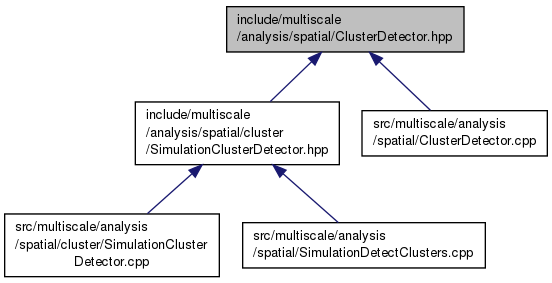 include/multiscale
/analysis/spatial/ClusterDetector.hpp
include/multiscale
/analysis/spatial/cluster
/SimulationClusterDetector.hpp
src/multiscale/analysis
/spatial/ClusterDetector.cpp
src/multiscale/analysis
/spatial/cluster/SimulationCluster
Detector.cpp
src/multiscale/analysis
/spatial/SimulationDetectClusters.cpp